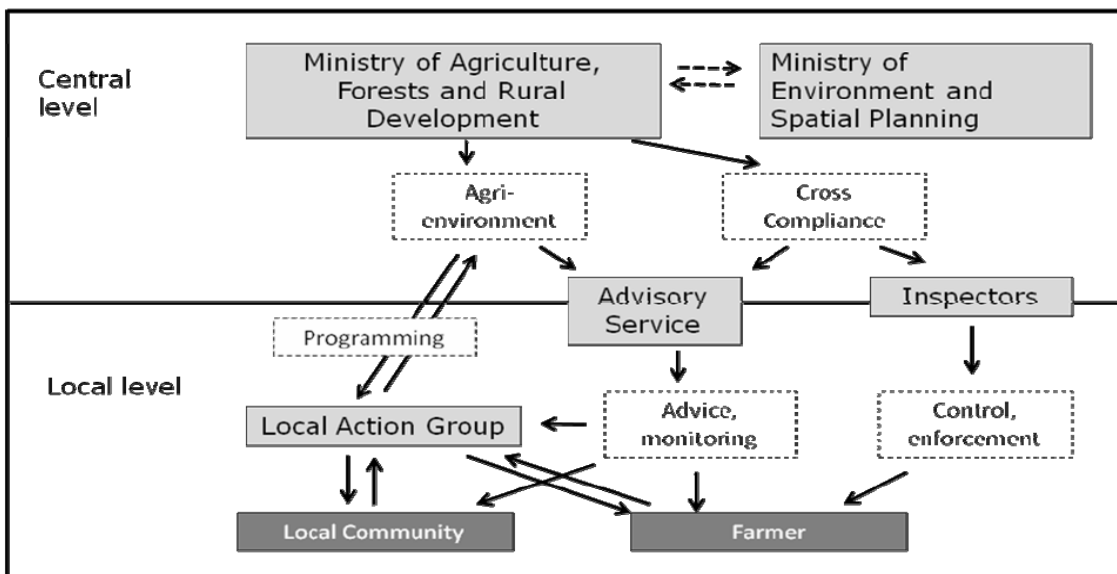 Central
level
Ministry of Agriculture,
Forests and Rural
Development
Ministry of
Environment and
Spatial Planning
Agri-
environment
Cross
Compliance
Advisory
Service
Inspectors
Programming
Local level
Local Action Group
Advice,
monitoring
Control,
enforcement
Local Community
Farmer